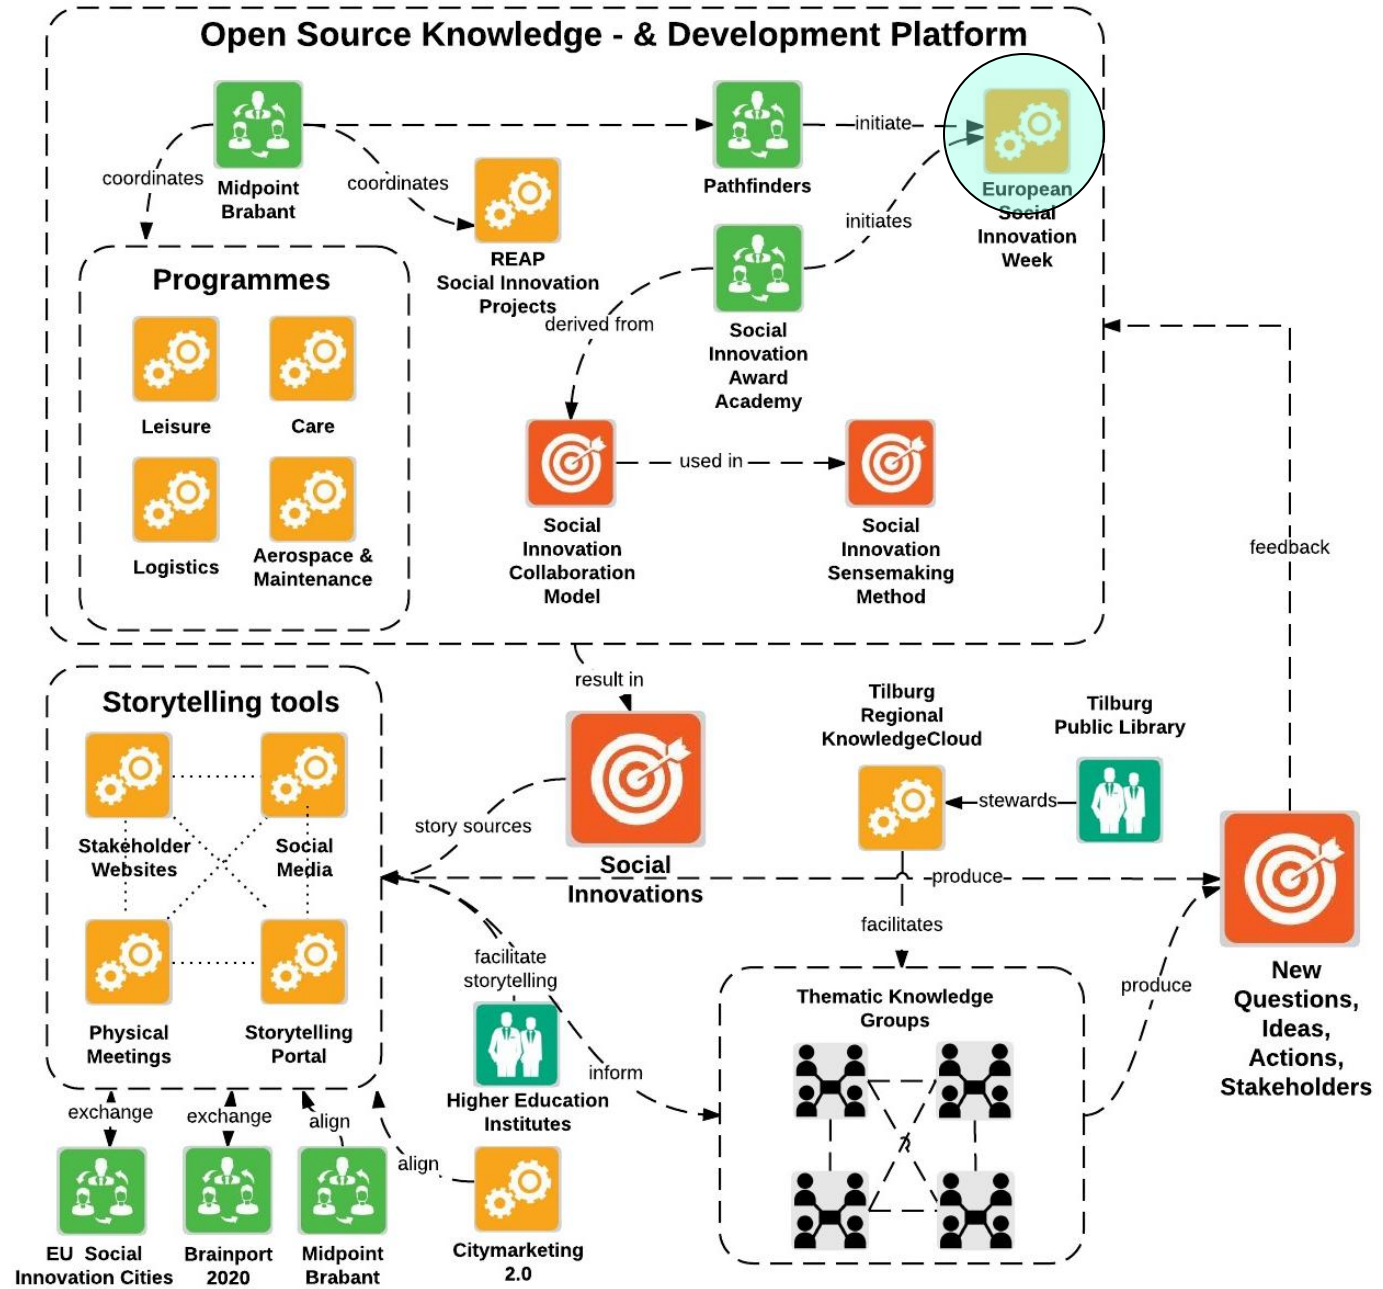 Open Source Knowledge - & Development Platform
coordinates
Midpoint
Brabant
coordinates
Pathfinders
initiate
European
Social
Innovation
Week
initiates
REAP
Social Innovation
Projects
derived from
Social
Innovation
Award
Academy
Programmes
Leisure
Care
Logistics
Aerospace &
Maintenance
Social
Innovation
Collaboration
Model
used in
Social
Innovation
Sensemaking
Method
feedback
result in
Storytelling tools
Stakeholder
Websites
Social
Media
Physical
Meetings
Storytelling
Portal
story sources
Social
Innovations
Tilburg
Regional
KnowledgeCloud
Tilburg
Public Library
stewards
produce
facilitates
facilitate
storytelling
Higher Education
Institutes
inform
Thematic Knowledge
Groups
produce
New
Questions,
Ideas,
Actions,
Stakeholders
exchange
exchange
align
align
EU Social
Innovation Cities
Brainport
2020
Midpoint
Brabant
Citymarketing
2.0